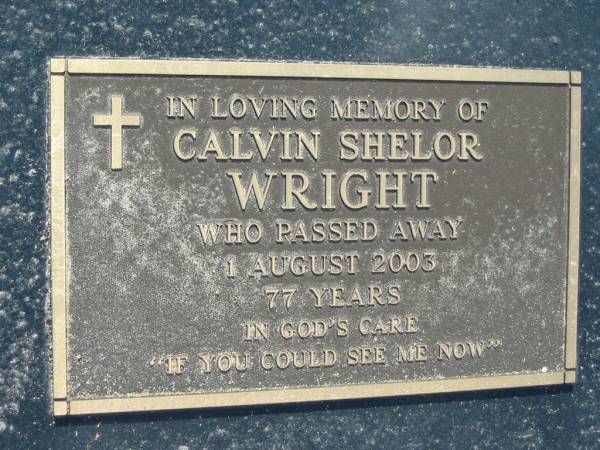 IN LOVING MEMORY OF
CALVIN SHELOR
WRIGHT
WHO PASSED AWAY
1 AUGUST 2003
77 YEARS
IN GOD'S CARE
"IF YOU COULD SEE ME NOW"